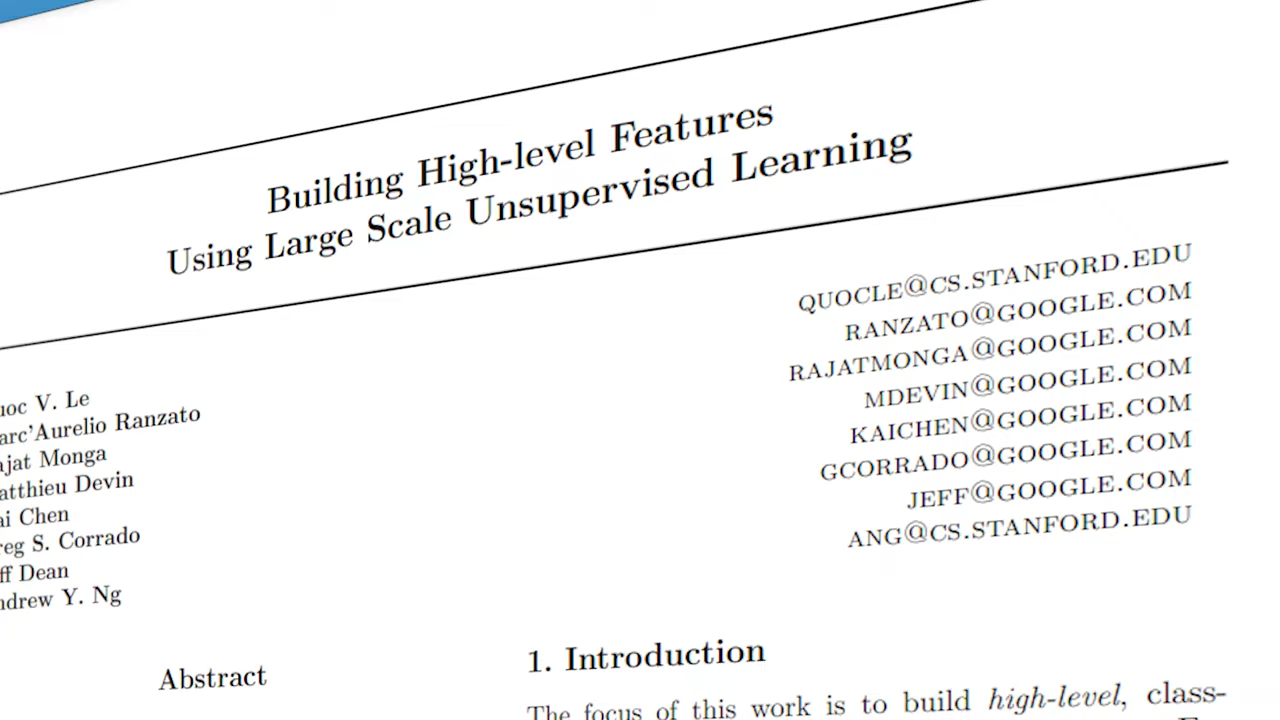 Building High-level Features
Using Large Scale Unsupervised Learning
uoc V. Le
arc'Aurelio Ranzato
ajat Monga
atthieu Devin
ai Chen
reg S. Corrado
ff Dean
ndrew Y. Ng
QUOCLE@CS.STANFORD.EDU
RANZATO@GOOGLE.COM
RAJATMONGA@GOOGLE.COM
MDEVIN@GOOGLE.COM
KAICHEN@GOOGLE.COM
GCORRADO@GOOGLE.COM
JEFF@GOOGLE.COM
ANG@CS.STANFORD.EDU
Abstract
1. Introduction
The focus of this work is to build high-level, class-